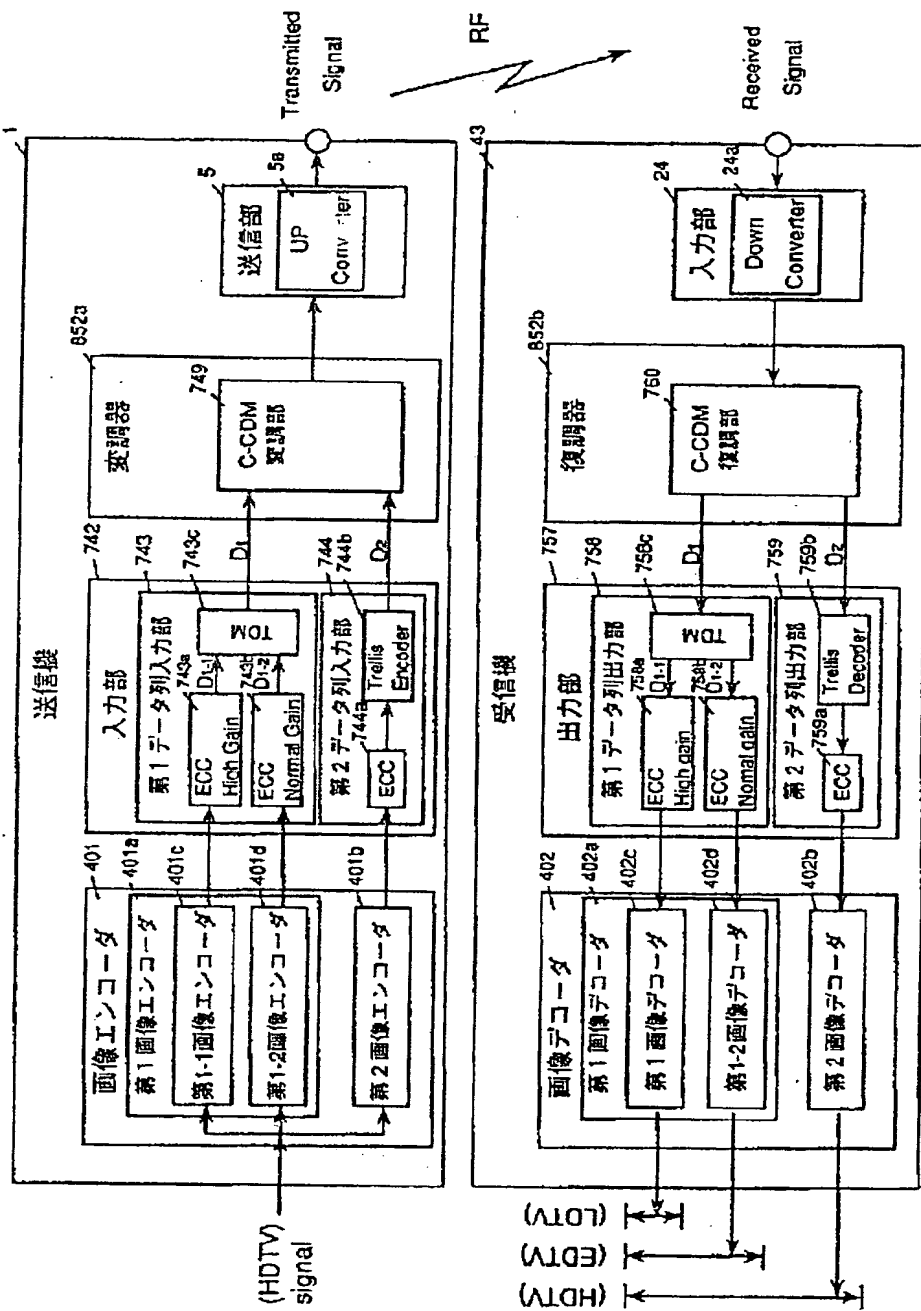 送信機
1
(HDTV)
signal
画像エンコーダ
401
第1画像エンコーダ
401a
第1-1画像エンコーダ
401c
第1-2画像エンコーダ
401d
第2画像エンコーダ
401b
入力部
742
第1データ列入力部
743
ECC
High Gain
743a
D1-1
ECC
Normal Gain
743b
D1-2
TDM
743c
第2データ列入力部
744
ECC
744a
Trellis
Encoder
744b
D1
D2
変調器
852a
C-CDM
変調部
749
送信部
5
UP
Converter
5a
Transmitted
Signal
RF
受信機
43
Received
Signal
入力部
24
Down
Converter
24a
復調器
852b
C-CDM
復調部
760
D1
D2
出力部
757
第1データ列出力部
758
TDM
758c
D1-1
ECC
High gain
758a
D1-2
ECC
Nomal gain
758b
第2データ列出力部
759
Trellis
Decoder
759b
ECC
759a
画像デコーダ
402
第1画像デコーダ
402a
第1画像デコーダ
402c
第1-2画像デコーダ
402d
第2画像デコーダ
402b
(LDTV)
(EDTV)
(HDTV)